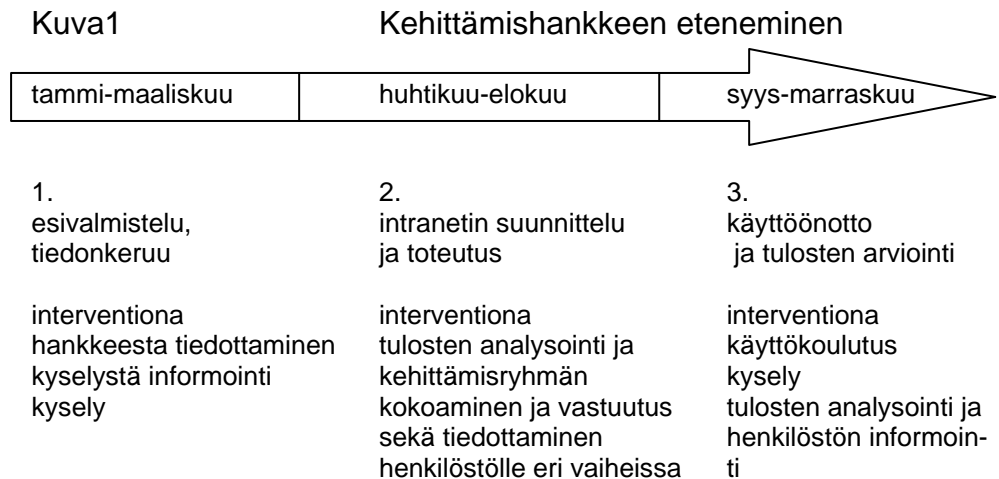 Kuva1 Kehittämishankkeen eteneminen
tammi-maaliskuu huhtikuu-elokuu syys-marraskuu
1.
esivalmistelu,
tiedonkeruu
interventiona
hankkeesta tiedottaminen
kyselystä informointi
kysely
2.
intranetin suunnittelu
ja toteutus
interventiona
tulosten analysointi ja
kehittämisryhmän
kokoaminen ja vastuutus
sekä tiedottaminen
henkilöstölle eri vaiheissa
3.
käyttöönotto
ja tulosten arviointi
interventiona
käyttökoulutus
kysely
tulosten analysointi ja
henkilöstön informoin-
ti